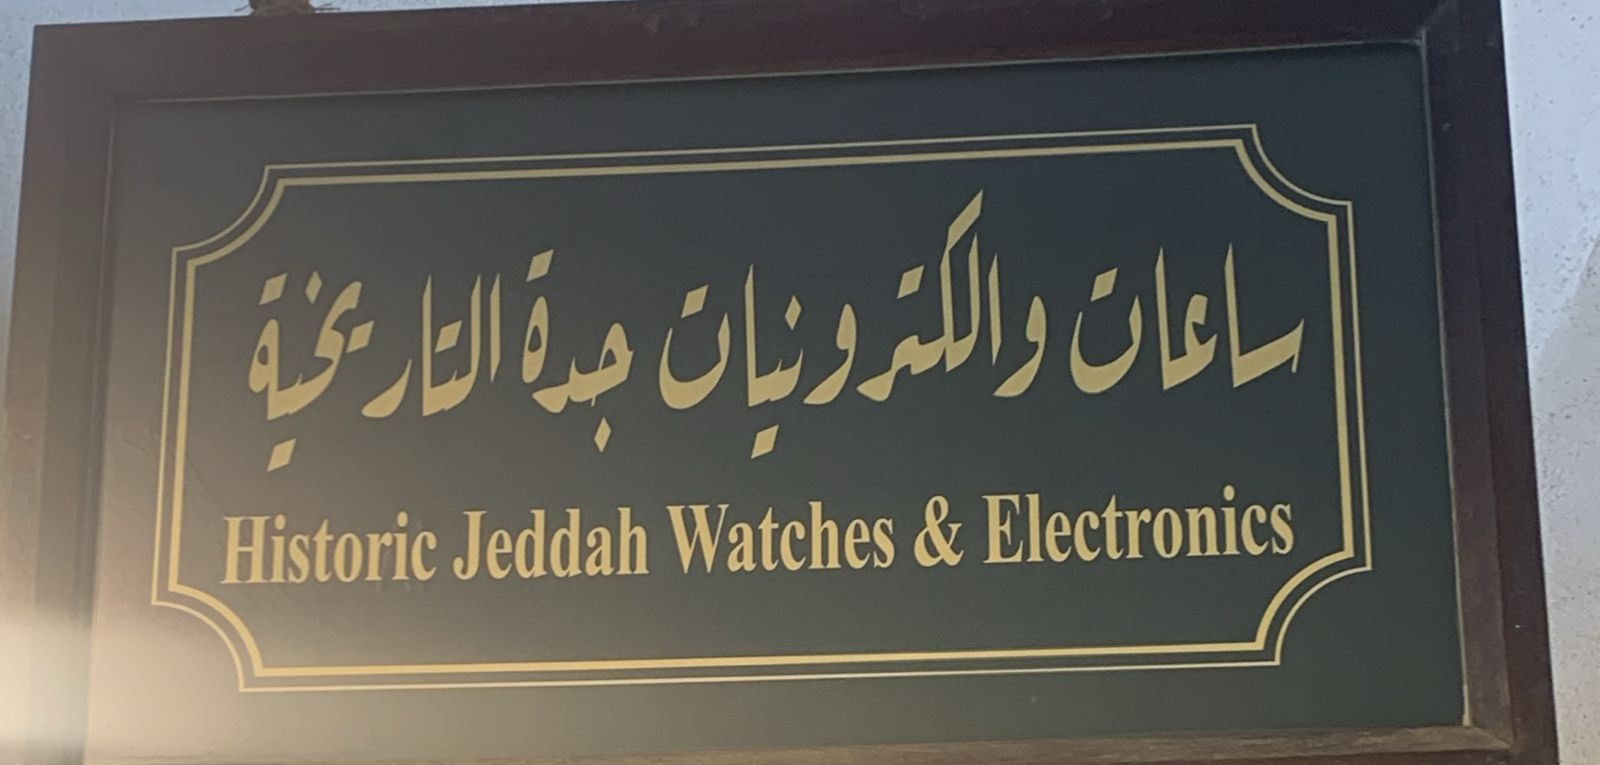 ساعات والكترونيات جدة التاريخية
Historic Jeddah Watches & Electronics